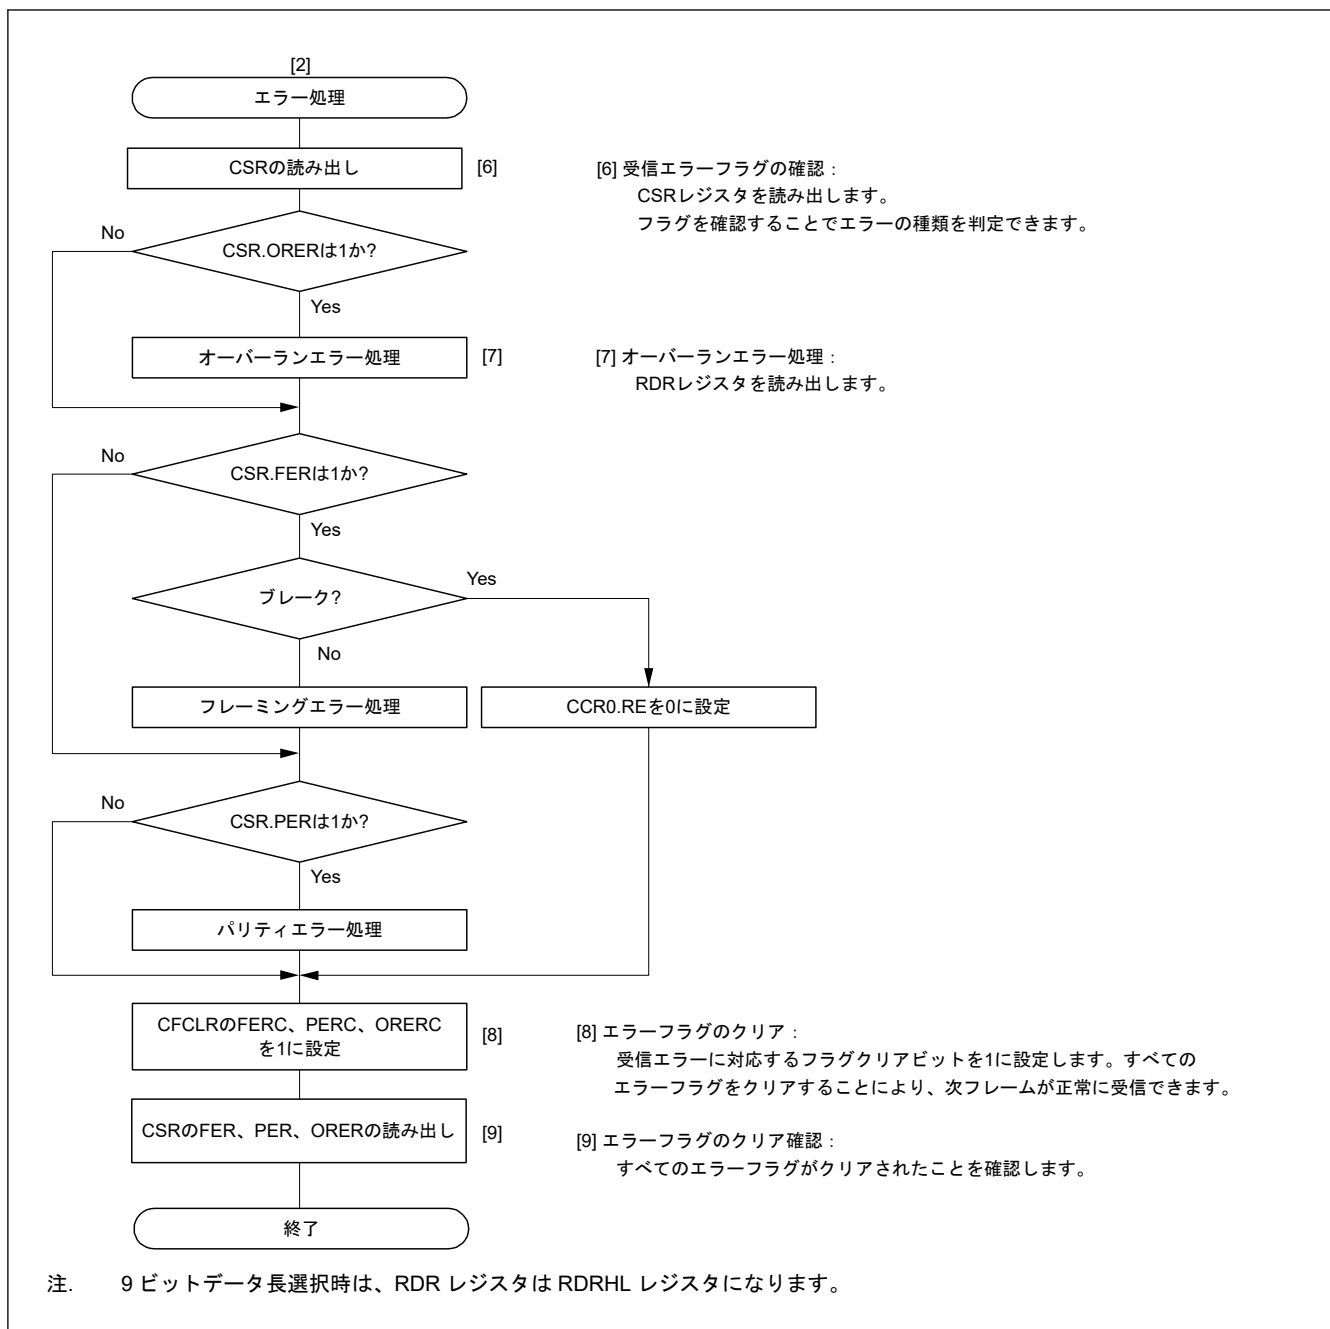 [2]
エラー処理
CSRの読み出し
[6]
[6] 受信エラーフラグの確認：
CSRレジスタを読み出します。
フラグを確認することでエラーの種類を判定できます。
No
CSR.ORERは1か?
Yes
オーバーランエラー処理
[7]
[7] オーバーランエラー処理：
RDRレジスタを読み出します。
No
CSR.FERは1か?
Yes
ブレーク?
Yes
No
フレーミングエラー処理
CCR0.REを0に設定
No
CSR.PERは1か?
Yes
パリティエラー処理
CFCLRのFERC、PERC、ORERC
を1に設定
[8]
[8] エラーフラグのクリア：
受信エラーに対応するフラグクリアビットを1に設定します。すべての
エラーフラグをクリアすることにより、次フレームが正常に受信できます。
CSRのFER、PER、ORERの読み出し
[9]
[9] エラーフラグのクリア確認：
すべてのエラーフラグがクリアされたことを確認します。
終了
注. 9 ビットデータ長選択時は、RDR レジスタは RDRHL レジスタになります。